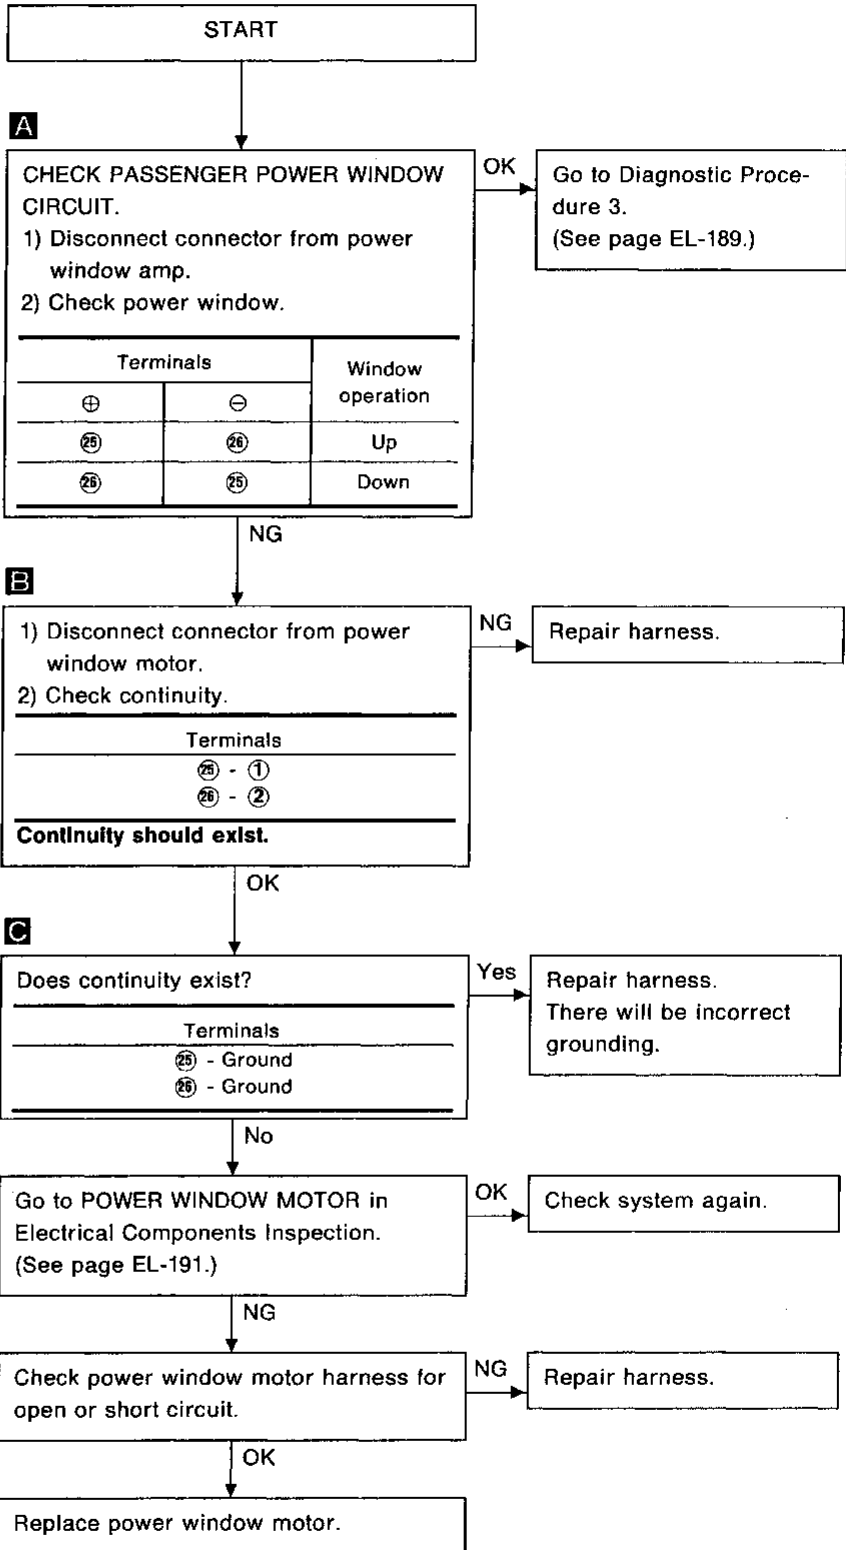 START
A
CHECK PASSENGER POWER WINDOW
CIRCUIT.
1) Disconnect connector from power
window amp.
2) Check power window.
Terminals
Window
operation
⊕ ⊖
㉕ ㉖ Up
㉖ ㉕ Down
OK
Go to Diagnostic Proce-
dure 3.
(See page EL-189.)
NG
B
1) Disconnect connector from power
window motor.
2) Check continuity.
Terminals
㉕ - ①
㉖ - ②
Continuity should exist.
NG
Repair harness.
OK
C
Does continuity exist?
Terminals
㉕ - Ground
㉖ - Ground
Yes
Repair harness.
There will be incorrect
grounding.
No
Go to POWER WINDOW MOTOR in
Electrical Components Inspection.
(See page EL-191.)
OK
Check system again.
NG
Check power window motor harness for
open or short circuit.
NG
Repair harness.
OK
Replace power window motor.